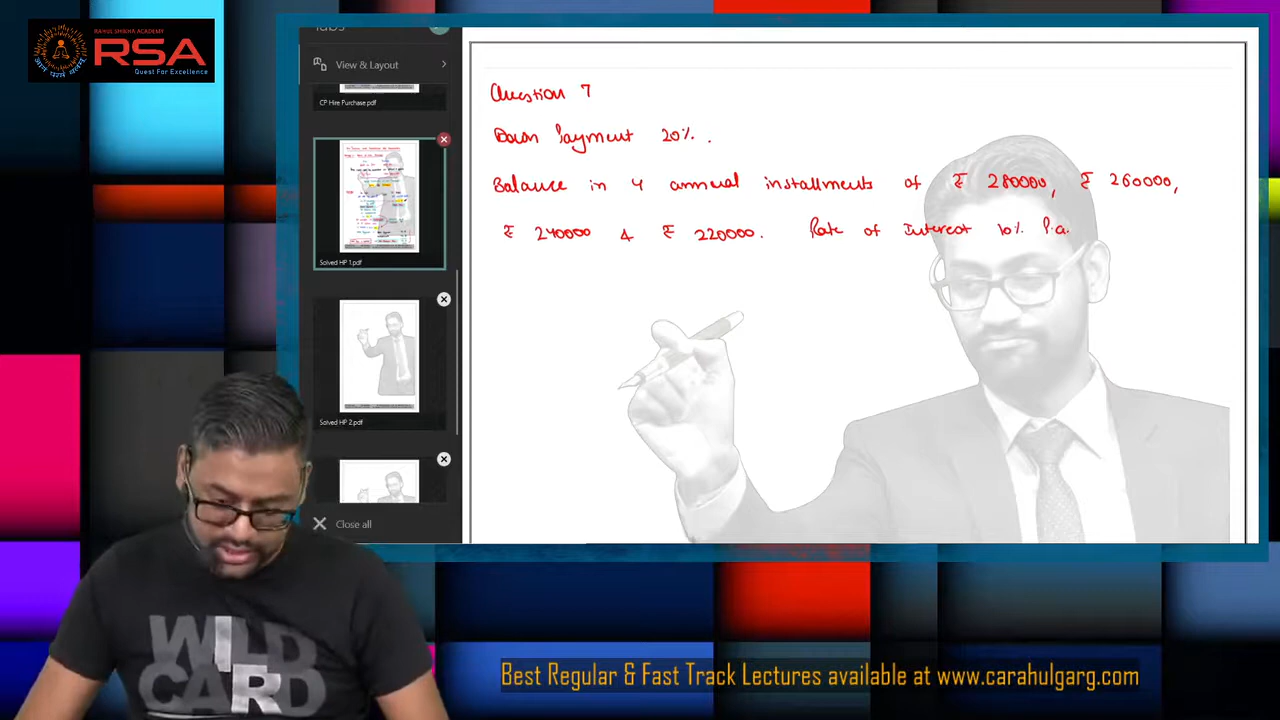 RAHUL SHIKHA ACADEMY
RSA
Quest For Excellence
Tabs
View & Layout
CP Hire Purchase.pdf
Solved HP 1.pdf
Solved HP 2.pdf
Close all
Question 7
Down Payment 20%.
Balance in 4 annual installments of ₹ 280000, ₹ 260000,
₹ 240000 & ₹ 220000. Rate of Interest 10% P.a.
WILD
CARD
Best Regular & Fast Track Lectures available at www.carahulgarg.com